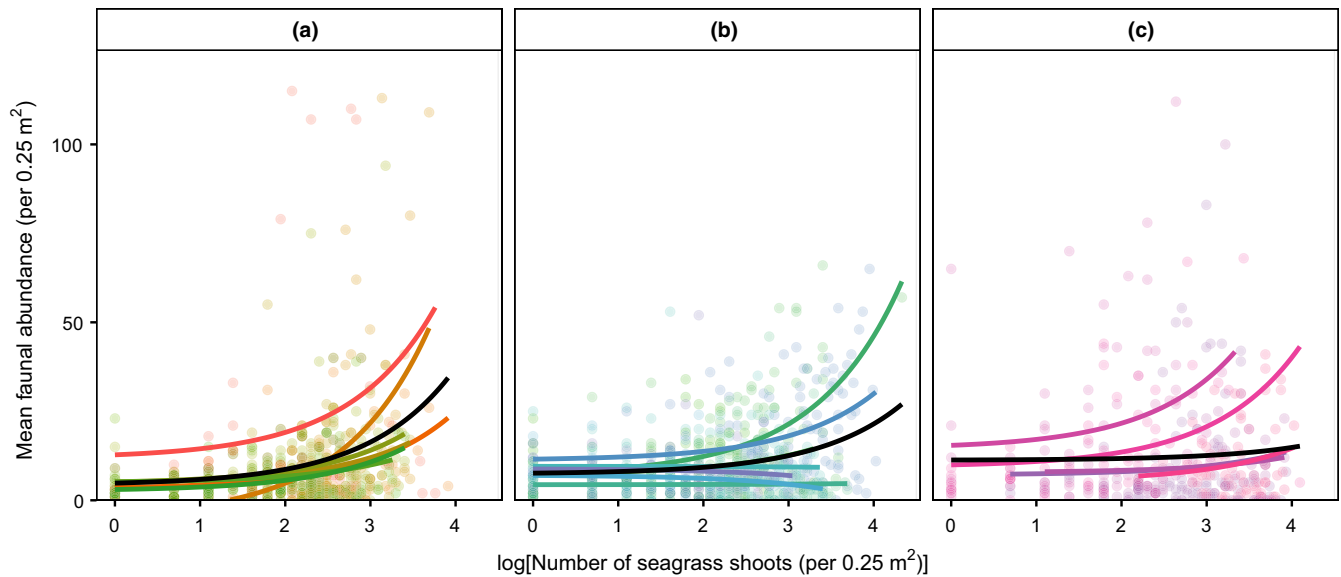 (a) (b) (c)
Mean faunal abundance (per 0.25 m²)
100
50
0
0 1 2 3 4 0 1 2 3 4 0 1 2 3 4
log[Number of seagrass shoots (per 0.25 m²)]